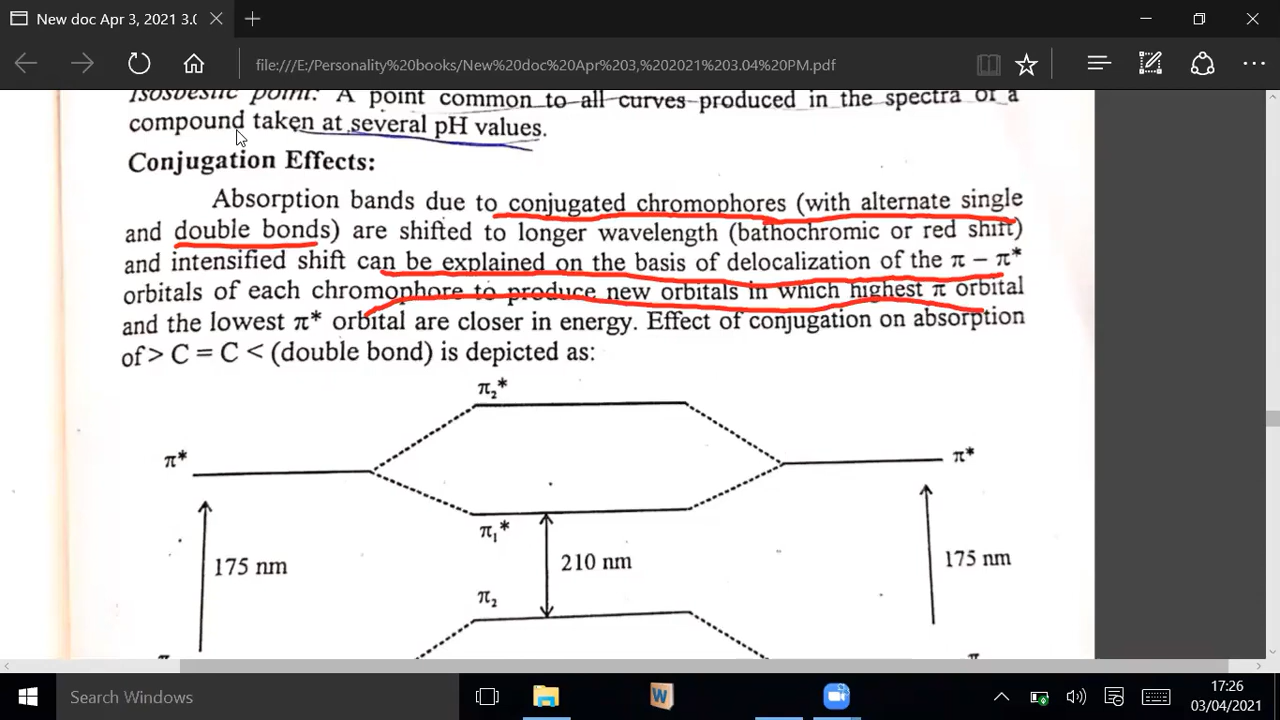 New doc Apr 3, 2021 3.0
file:///E:/Personality%20books/New%20doc%20Apr%203,%202021%203.04%20PM.pdf
Isosbestic point: A point common to all curves produced in the spectra of a
compound taken at several pH values.
Conjugation Effects:
Absorption bands due to conjugated chromophores (with alternate single
and double bonds) are shifted to longer wavelength (bathochromic or red shift)
and intensified shift can be explained on the basis of delocalization of the π – π*
orbitals of each chromophore to produce new orbitals in which highest π orbital
and the lowest π* orbital are closer in energy. Effect of conjugation on absorption
of > C = C < (double bond) is depicted as:
π₂*
π*
π*
π₁*
175 nm
210 nm
175 nm
π₂
Search Windows
W
17:26
03/04/2021